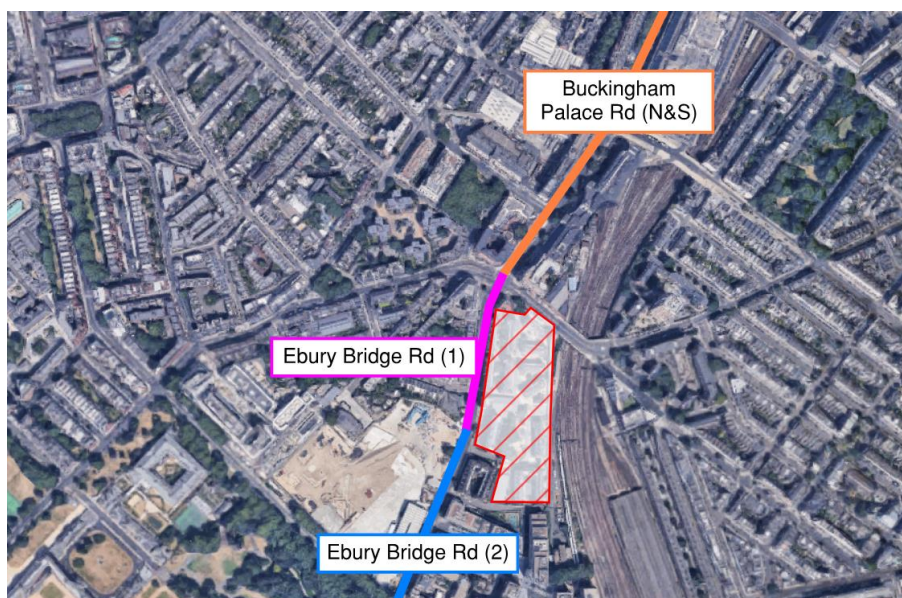 Buckingham
Palace Rd (N&S)
Ebury Bridge Rd (1)
Ebury Bridge Rd (2)